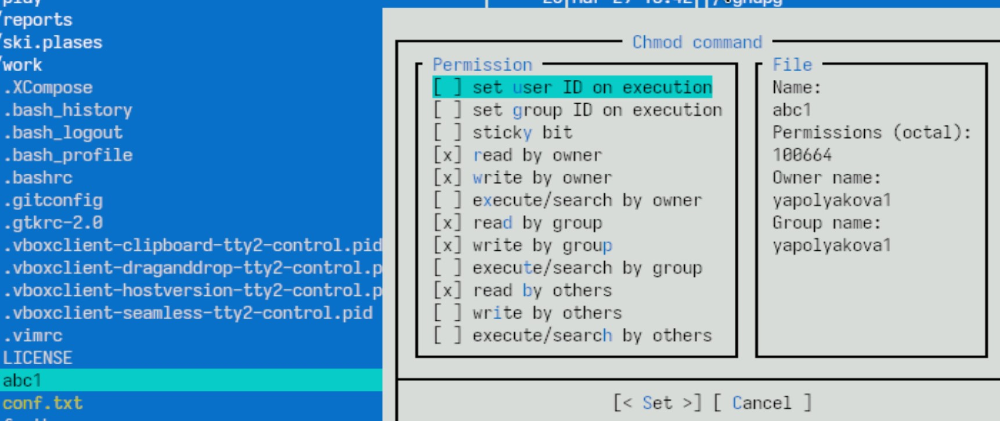 /reports
/ski.plases
/work
.XCompose
.bash_history
.bash_logout
.bash_profile
.bashrc
.gitconfig
.gtkrc-2.0
.vboxclient-clipboard-tty2-control.pid
.vboxclient-draganddrop-tty2-control.p
.vboxclient-hostversion-tty2-control.p
.vboxclient-seamless-tty2-control.pid
.vimrc
LICENSE
abc1
conf.txt
Chmod command
Permission
[ ] set user ID on execution
[ ] set group ID on execution
[ ] sticky bit
[x] read by owner
[x] write by owner
[ ] execute/search by owner
[x] read by group
[x] write by group
[ ] execute/search by group
[x] read by others
[ ] write by others
[ ] execute/search by others
File
Name:
abc1
Permissions (octal):
100664
Owner name:
yapolyakova1
Group name:
yapolyakova1
[< Set >] [ Cancel ]